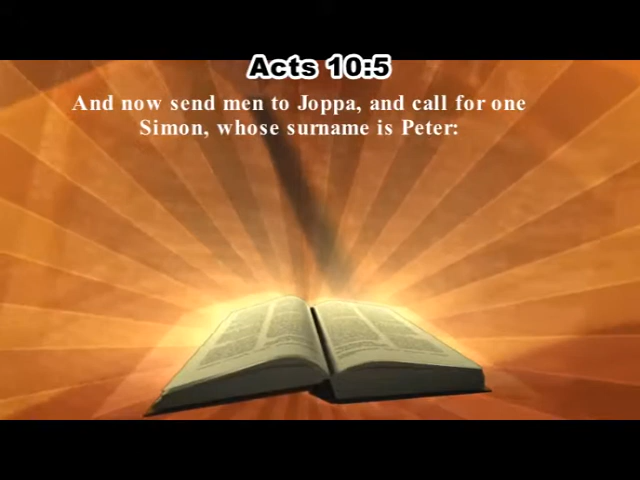 Acts 10:5
And now send men to Joppa, and call for one
Simon, whose surname is Peter: